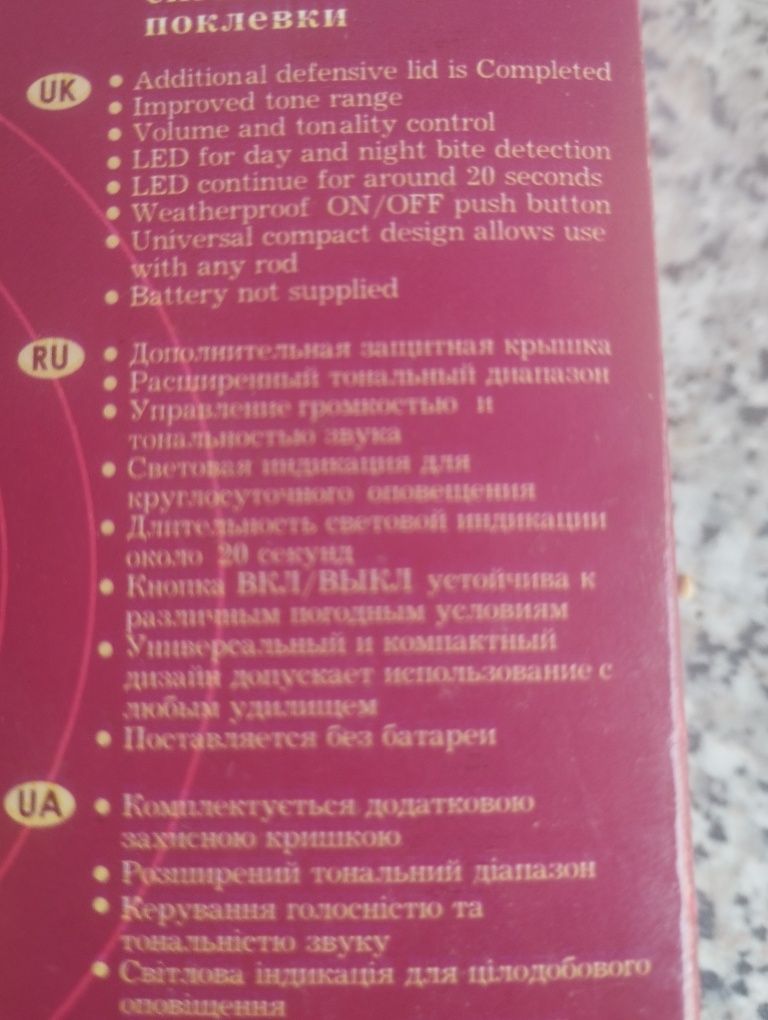 поклевки
UK
• Additional defensive lid is Completed
• Improved tone range
• Volume and tonality control
• LED for day and night bite detection
• LED continue for around 20 seconds
• Weatherproof ON/OFF push button
• Universal compact design allows use
with any rod
• Battery not supplied
RU
• Дополнительная защитная крышка
• Расширенный тональный диапазон
• Управление громкостью и
тональностью звука
• Световая индикация для
круглосуточного оповещения
• Длительность световой индикации
около 20 секунд
• Кнопка ВКЛ/ВЫКЛ устойчива к
различным погодным условиям
• Универсальный и компактный
дизайн допускает использование с
любым удилищем
• Поставляется без батареи
UA
• Комплектується додатковою
захисною кришкою
• Розширений тональний діапазон
• Керування голосністю та
тональністю звуку
• Світлова індикація для цілодобового
оповіщення